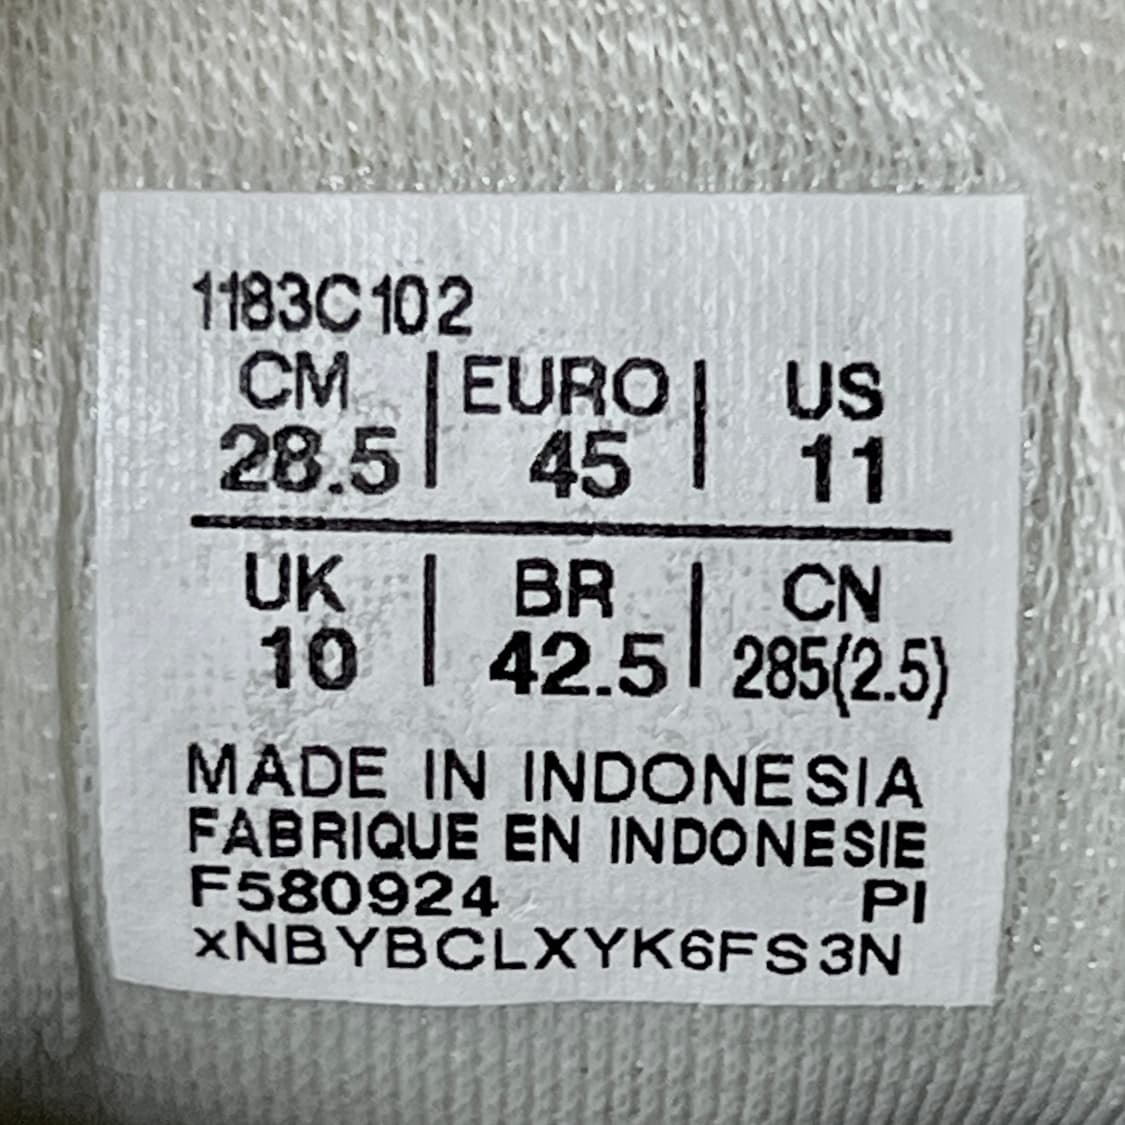 1183C102
CM | EURO | US
28.5 | 45 | 11
UK | BR | CN
10 | 42.5 | 285(2.5)
MADE IN INDONESIA
FABRIQUE EN INDONESIE
F580924 PI
xNBYBCLXYK6FS3N